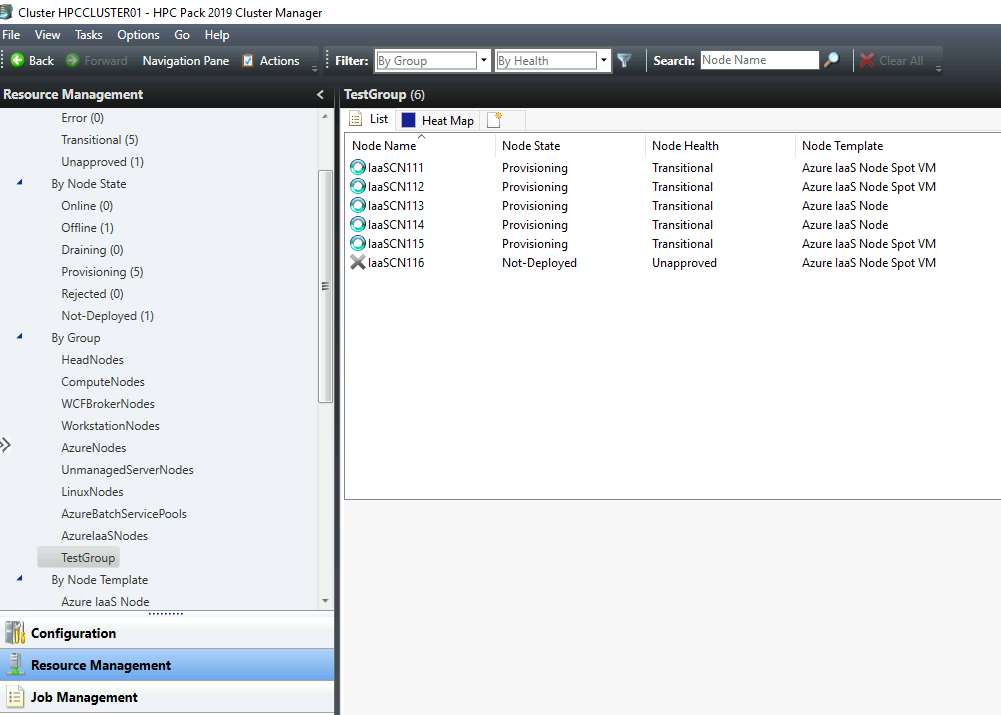 Cluster HPCCLUSTER01 - HPC Pack 2019 Cluster Manager
File View Tasks Options Go Help
Back Forward Navigation Pane Actions Filter: By Group By Health Search: Node Name Clear All
Resource Management
Error (0)
Transitional (5)
Unapproved (1)
By Node State
Online (0)
Offline (1)
Draining (0)
Provisioning (5)
Rejected (0)
Not-Deployed (1)
By Group
HeadNodes
ComputeNodes
WCFBrokerNodes
WorkstationNodes
AzureNodes
UnmanagedServerNodes
LinuxNodes
AzureBatchServicePools
AzureIaaSNodes
TestGroup
By Node Template
Azure IaaS Node
Configuration
Resource Management
Job Management
TestGroup (6)
List Heat Map
Node Name Node State Node Health Node Template
IaaSCN111 Provisioning Transitional Azure IaaS Node Spot VM
IaaSCN112 Provisioning Transitional Azure IaaS Node Spot VM
IaaSCN113 Provisioning Transitional Azure IaaS Node
IaaSCN114 Provisioning Transitional Azure IaaS Node
IaaSCN115 Provisioning Transitional Azure IaaS Node Spot VM
IaaSCN116 Not-Deployed Unapproved Azure IaaS Node Spot VM